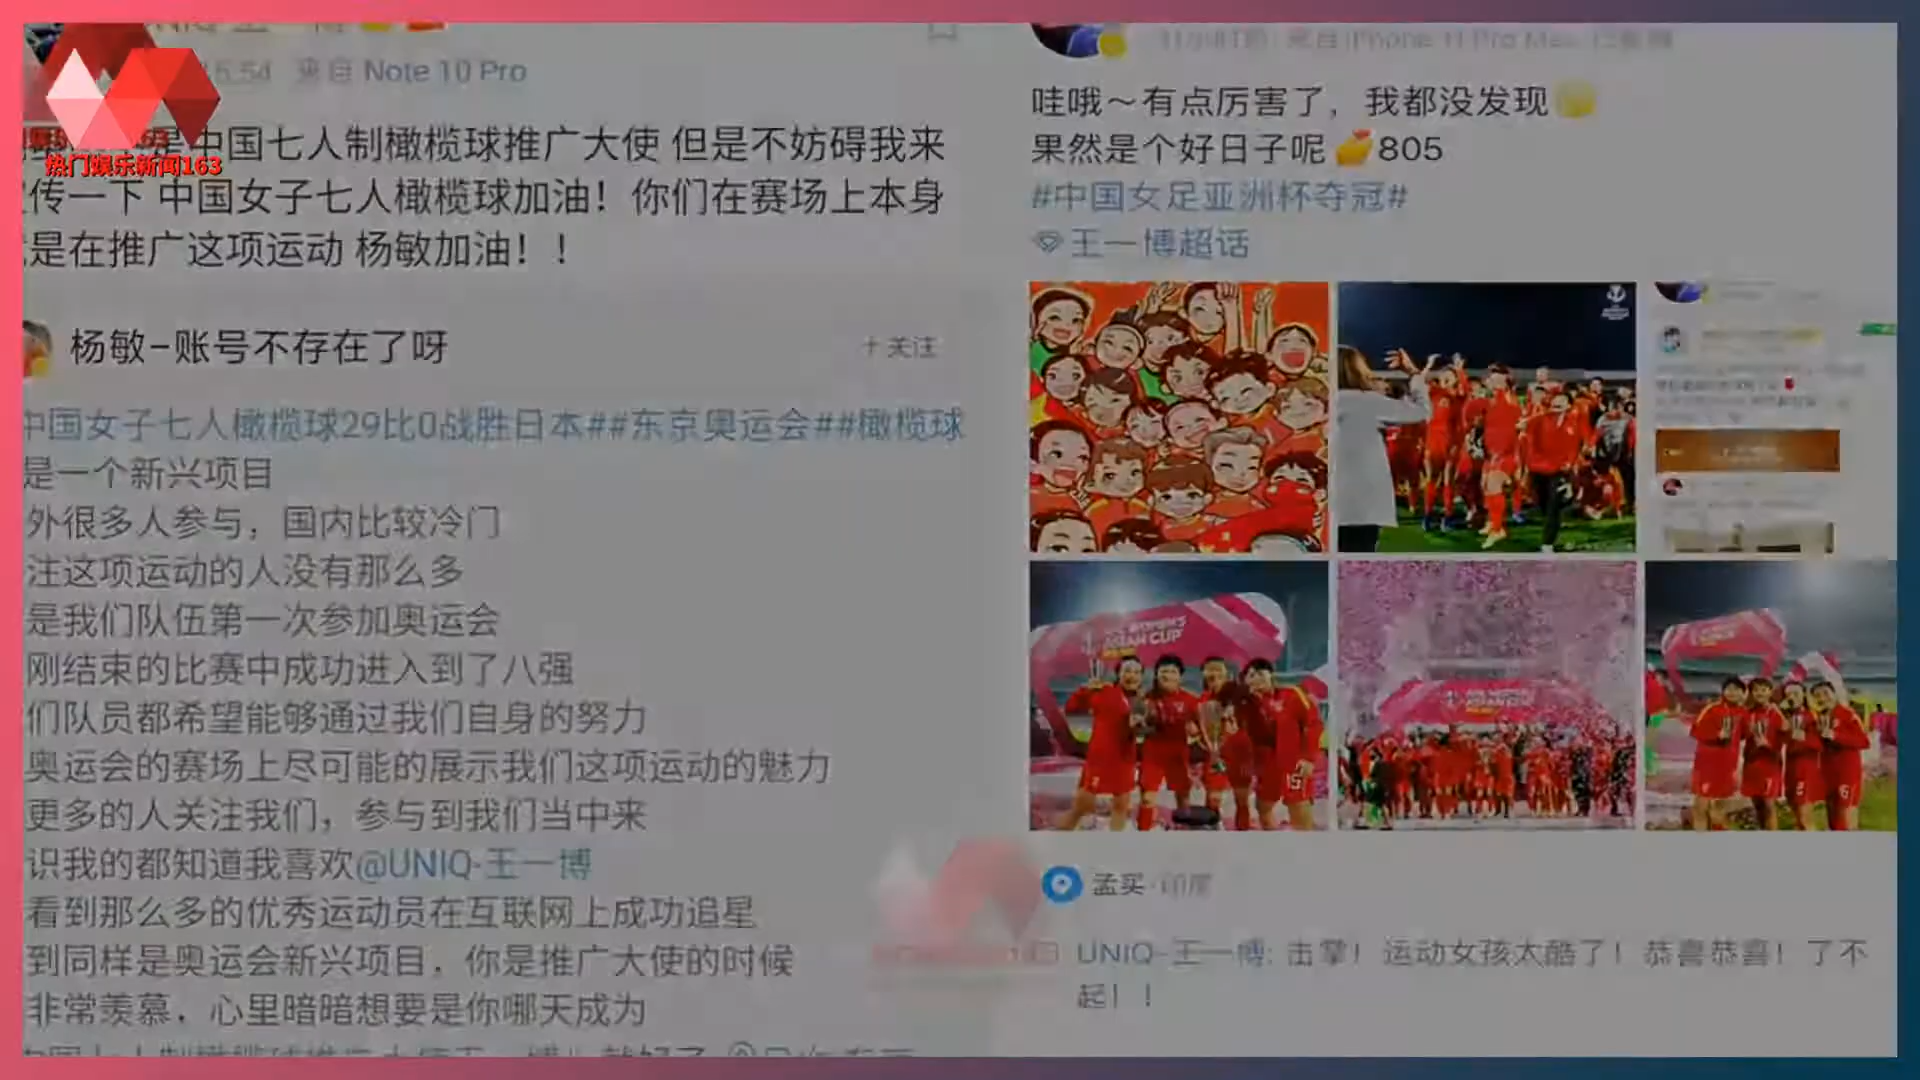 Note 10 Pro
热门娱乐新闻163
是中国七人制橄榄球推广大使 但是不妨碍我来
传一下 中国女子七人橄榄球加油！你们在赛场上本身
是在推广这项运动 杨敏加油！！
杨敏-账号不存在了呀
+关注
中国女子七人橄榄球29比0战胜日本##东京奥运会##橄榄球
是一个新兴项目
外很多人参与，国内比较冷门
注这项运动的人没有那么多
是我们队伍第一次参加奥运会
刚结束的比赛中成功进入到了八强
们队员都希望能够通过我们自身的努力
奥运会的赛场上尽可能的展示我们这项运动的魅力
更多的人关注我们，参与到我们当中来
识我的都知道我喜欢@UNIQ-王一博
看到那么多的优秀运动员在互联网上成功追星
到同样是奥运会新兴项目，你是推广大使的时候
非常羡慕，心里暗暗想要是你哪天成为
来自 iPhone 11 Pro Max
哇哦～有点厉害了，我都没发现
果然是个好日子呢 805
#中国女足亚洲杯夺冠#
王一博超话
ASIAN CUP
孟买·印度
UNIQ-王一博: 击掌！运动女孩太酷了！恭喜恭喜！了不
起！！